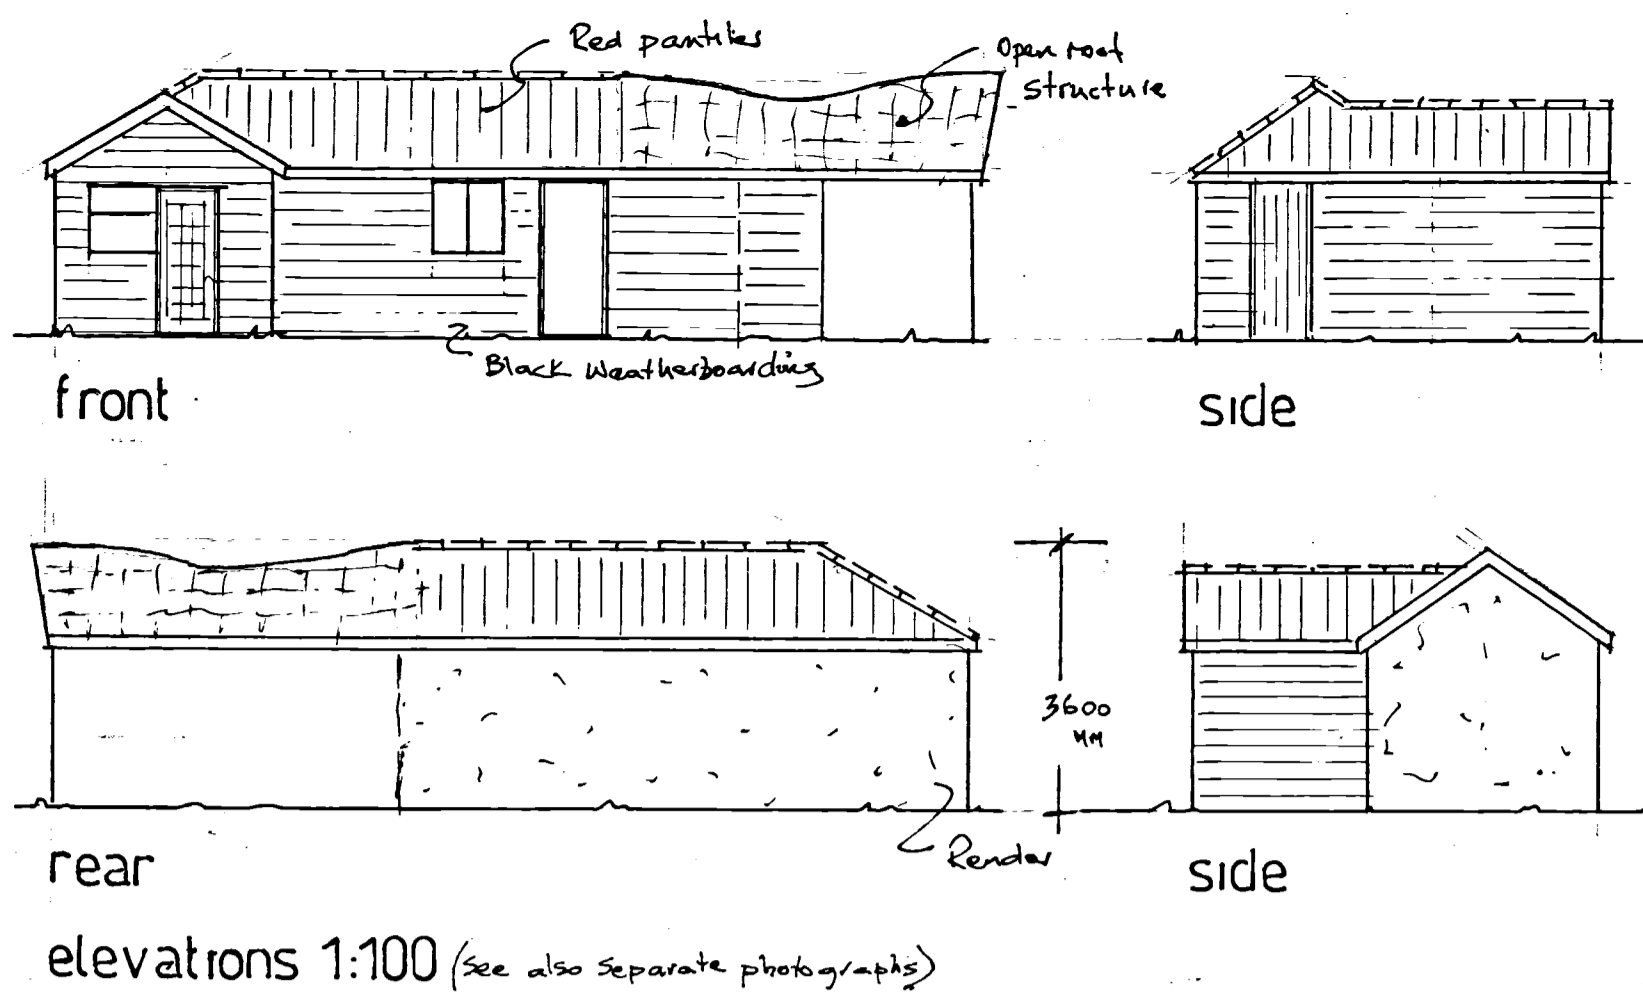 Red pantiles
Open roof
Structure
Black Weatherboarding
front
side
3600
MM
Render
rear
side
elevations 1:100 (see also separate photographs)